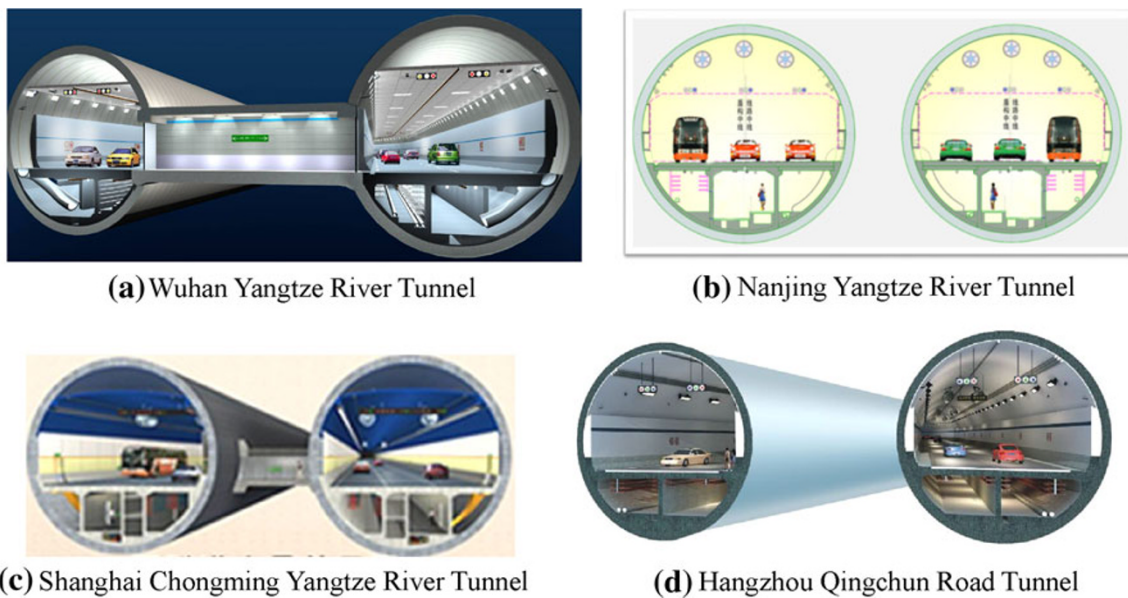 (a) Wuhan Yangtze River Tunnel
(b) Nanjing Yangtze River Tunnel
(c) Shanghai Chongming Yangtze River Tunnel
(d) Hangzhou Qingchun Road Tunnel